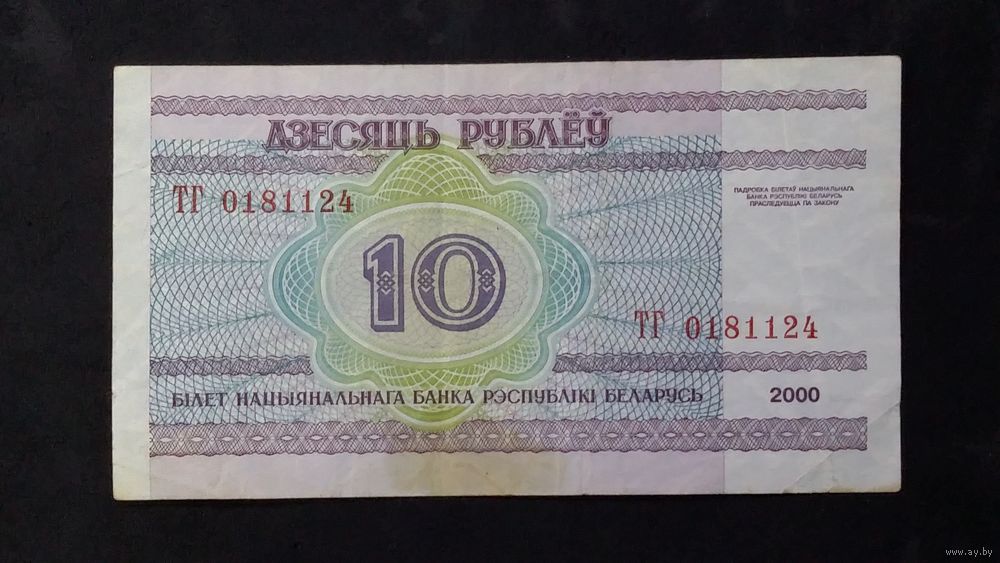 ДЗЕСЯЦЬ РУБЛЁЎ
ТГ 0181124
ПАДРОБКА БІЛЕТАЎ НАЦЫЯНАЛЬНАГА
БАНКА РЭСПУБЛІКІ БЕЛАРУСЬ
ПРАСЛЕДУЕЦЦА ПА ЗАКОНУ
10
ТГ 0181124
БІЛЕТ НАЦЫЯНАЛЬНАГА БАНКА РЭСПУБЛІКІ БЕЛАРУСЬ 2000
www.ay.by